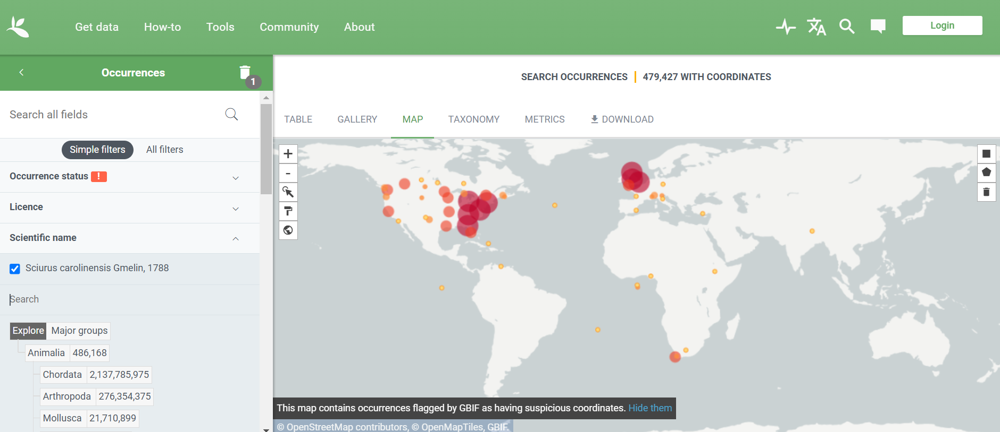 Get data How-to Tools Community About Login
Occurrences 1
SEARCH OCCURRENCES 479,427 WITH COORDINATES
Search all fields
TABLE GALLERY MAP TAXONOMY METRICS DOWNLOAD
Simple filters All filters
Occurrence status !
Licence
Scientific name
Sciurus carolinensis Gmelin, 1788
Search
Explore Major groups
Animalia 486,168
Chordata 2,137,785,975
Arthropoda 276,354,375
Mollusca 21,710,899
+
-
This map contains occurrences flagged by GBIF as having suspicious coordinates. Hide them
© OpenStreetMap contributors, © OpenMapTiles, GBIF.